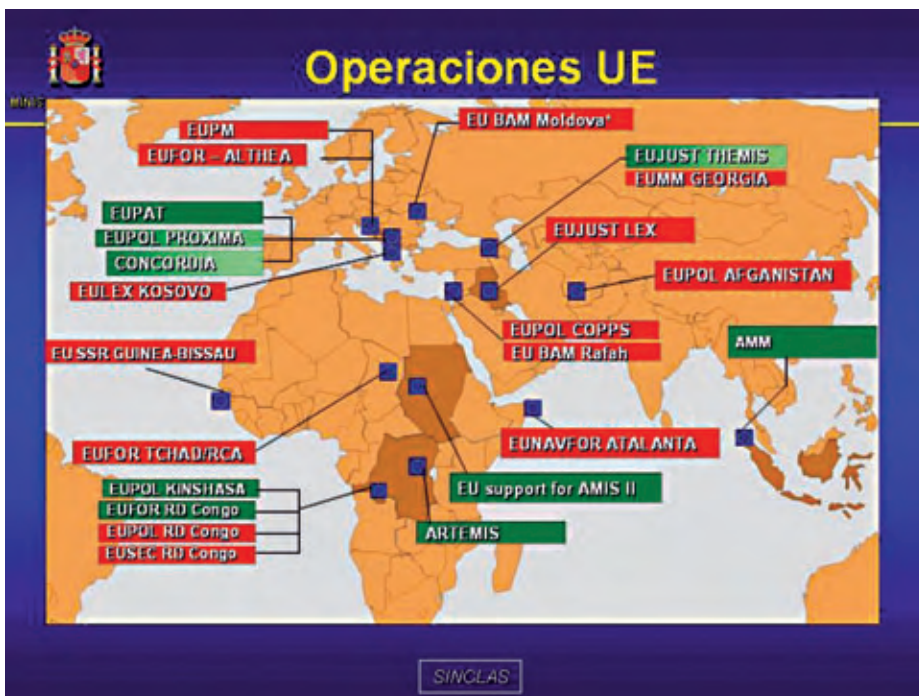 Operaciones UE
MINIS
EUPM
EUFOR – ALTHEA
EU BAM Moldova*
EUJUST THEMIS
EUMM GEORGIA
EUPAT
EUPOL PROXIMA
CONCORDIA
EULEX KOSOVO
EUJUST LEX
EUPOL AFGANISTAN
EUPOL COPPS
EU BAM Rafah
AMM
EU SSR GUINEA-BISSAU
EUFOR TCHAD/RCA
EUNAVFOR ATALANTA
EUPOL KINSHASA
EUFOR RD Congo
EUPOL RD Congo
EUSEC RD Congo
EU support for AMIS II
ARTEMIS
SINCLAS